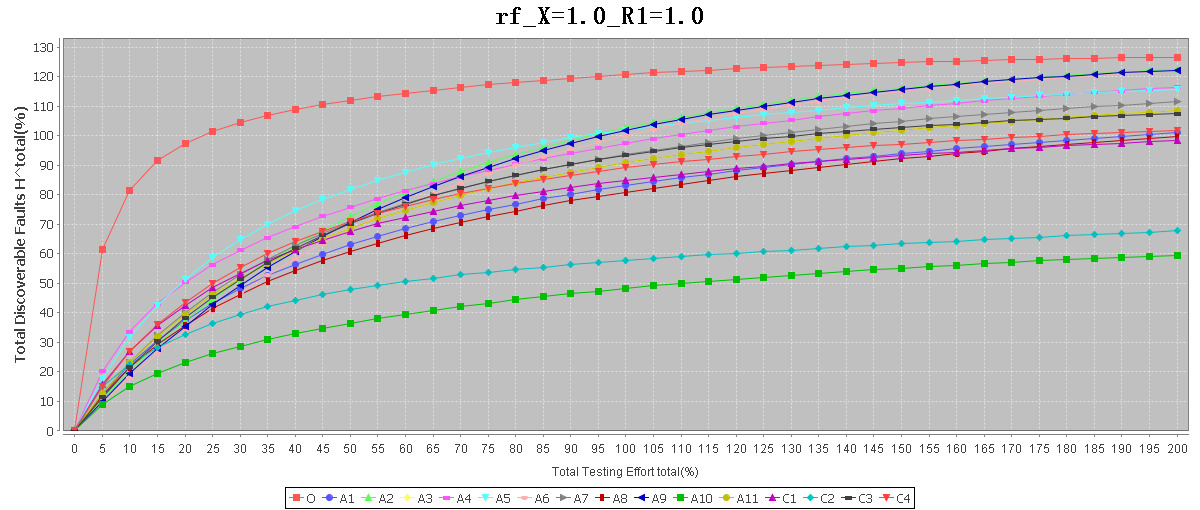 rf_X=1.0_R1=1.0
Total Discoverable Faults H^total(%)
130
120
110
100
90
80
70
60
50
40
30
20
10
0
0 5 10 15 20 25 30 35 40 45 50 55 60 65 70 75 80 85 90 95 100 105 110 115 120 125 130 135 140 145 150 155 160 165 170 175 180 185 190 195 200
Total Testing Effort total(%)
O A1 A2 A3 A4 A5 A6 A7 A8 A9 A10 A11 C1 C2 C3 C4